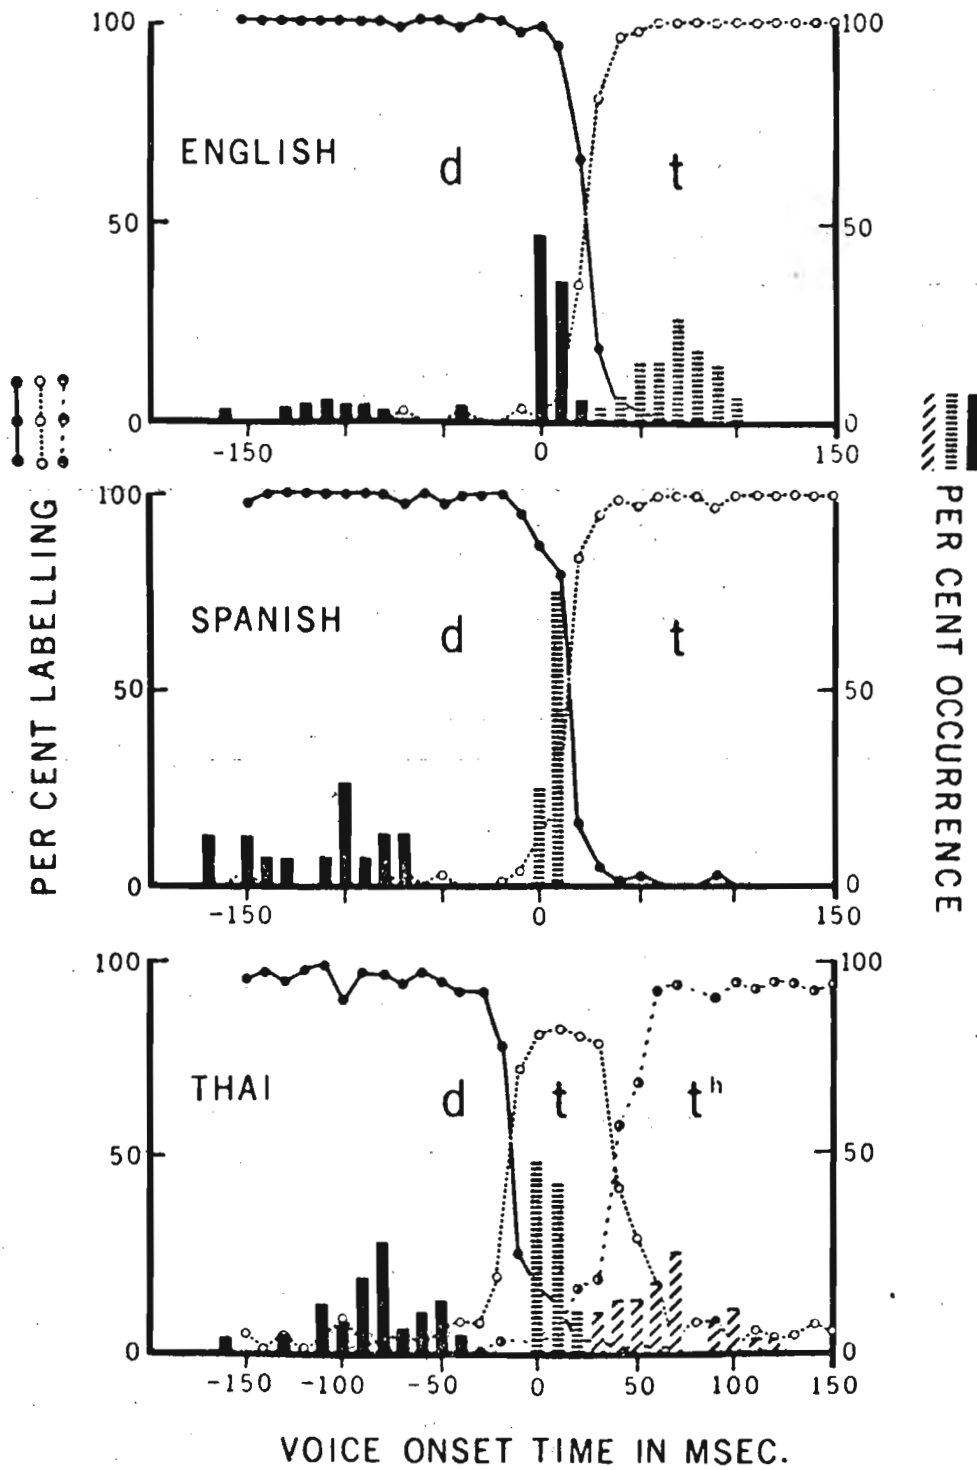 100
100
ENGLISH
d
t
50
50
0
0
-150
0
150
100
100
SPANISH
d
t
50
50
0
0
-150
0
150
100
100
THAI
d
t
tʰ
50
50
0
0
-150 -100 -50 0 50 100 150
VOICE ONSET TIME IN MSEC.
PER CENT LABELLING
PER CENT OCCURRENCE